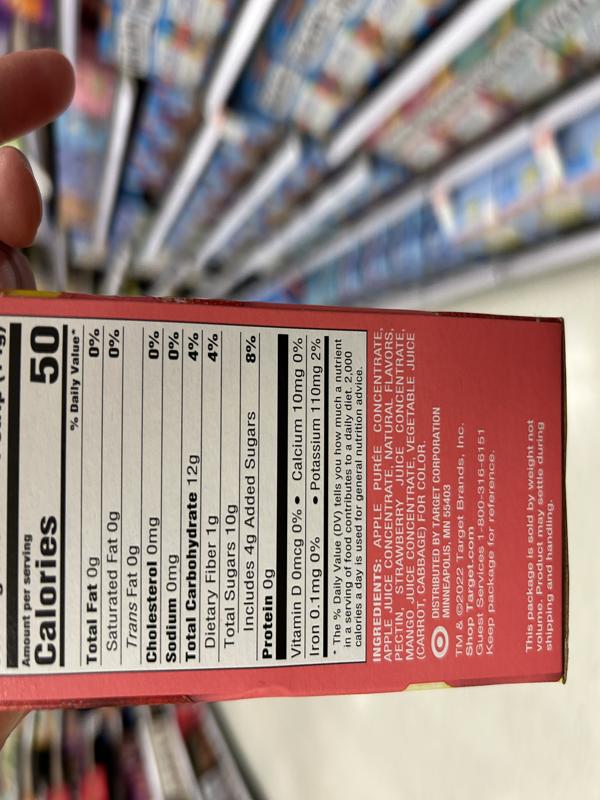 Amount per serving
Calories 50
% Daily Value*
Total Fat 0g 0%
Saturated Fat 0g 0%
Trans Fat 0g
Cholesterol 0mg 0%
Sodium 0mg 0%
Total Carbohydrate 12g 4%
Dietary Fiber 1g 4%
Total Sugars 10g
Includes 4g Added Sugars 8%
Protein 0g
Vitamin D 0mcg 0% • Calcium 10mg 0%
Iron 0.1mg 0% • Potassium 110mg 2%
* The % Daily Value (DV) tells you how much a nutrient
in a serving of food contributes to a daily diet. 2,000
calories a day is used for general nutrition advice.
INGREDIENTS: APPLE PURÉE CONCENTRATE,
APPLE JUICE CONCENTRATE, NATURAL FLAVORS,
PECTIN, STRAWBERRY JUICE CONCENTRATE,
MANGO JUICE CONCENTRATE, VEGETABLE JUICE
(CARROT, CABBAGE) FOR COLOR.
DISTRIBUTED BY TARGET CORPORATION
MINNEAPOLIS, MN 55403
TM & ©2022 Target Brands, Inc.
Shop Target.com
Guest Services 1-800-316-6151
Keep package for reference.
This package is sold by weight not
volume. Product may settle during
shipping and handling.